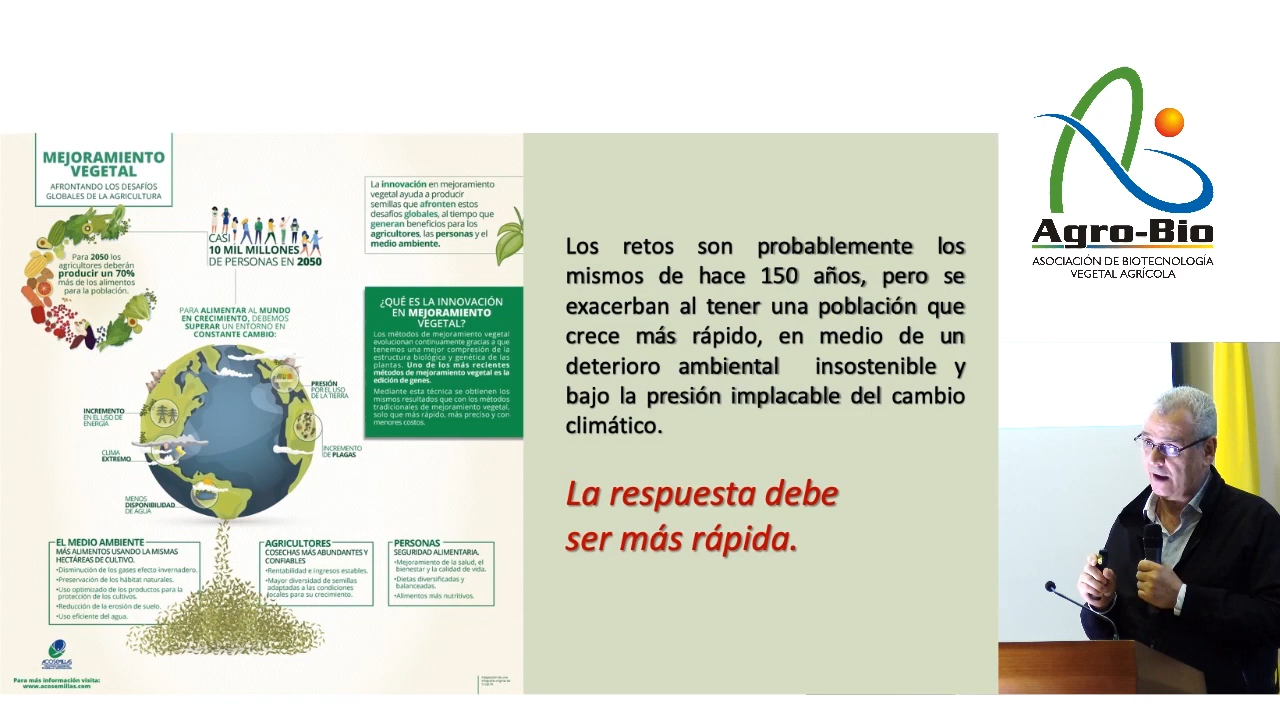 MEJORAMIENTO
VEGETAL
AFRONTANDO LOS DESAFÍOS
GLOBALES DE LA AGRICULTURA
Para 2050 los
agricultores deberán
producir un 70%
más de los alimentos
para la población.
CASI
10 MIL MILLONES
DE PERSONAS EN 2050
La innovación en mejoramiento
vegetal ayuda a producir
semillas que afronten estos
desafíos globales, al tiempo que
generan beneficios para los
agricultores, las personas y el
medio ambiente.
PARA ALIMENTAR AL MUNDO
EN CRECIMIENTO, DEBEMOS
SUPERAR UN ENTORNO EN
CONSTANTE CAMBIO:
¿QUÉ ES LA INNOVACIÓN
EN MEJORAMIENTO
VEGETAL?
Los métodos de mejoramiento vegetal
evolucionan continuamente gracias a que
tenemos una mejor compresión de la
estructura biológica y genética de las
plantas. Uno de los más recientes
métodos de mejoramiento vegetal es la
edición de genes.
Mediante esta técnica se obtienen los
mismos resultados que con los métodos
tradicionales de mejoramiento vegetal,
solo que más rápido, más preciso y con
menores costos.
PRESIÓN
POR EL USO
DE LA TIERRA
INCREMENTO
EN EL USO DE
ENERGÍA
CLIMA
EXTREMO
INCREMENTO
DE PLAGAS
MENOS
DISPONIBILIDAD
DE AGUA
EL MEDIO AMBIENTE
MÁS ALIMENTOS USANDO LA MISMAS
HECTÁREAS DE CULTIVO.
•Disminución de los gases efecto invernadero.
•Preservación de los hábitat naturales.
•Uso optimizado de los productos para la
protección de los cultivos.
•Reducción de la erosión de suelo.
•Uso eficiente del agua.
AGRICULTORES
COSECHAS MÁS ABUNDANTES Y
CONFIABLES
•Rentabilidad e ingresos estables.
•Mayor diversidad de semillas
adaptadas a las condiciones
locales para su crecimiento.
PERSONAS
SEGURIDAD ALIMENTARIA.
•Mejoramiento de la salud, el
bienestar y la calidad de vida.
•Dietas diversificadas y
balanceadas.
•Alimentos más nutritivos.
ACOSEMILLAS
Para más información visita:
www.acosemillas.com
Los retos son probablemente los
mismos de hace 150 años, pero se
exacerban al tener una población que
crece más rápido, en medio de un
deterioro ambiental insostenible y
bajo la presión implacable del cambio
climático.
La respuesta debe
ser más rápida.
Agro-Bio
ASOCIACIÓN DE BIOTECNOLOGÍA
VEGETAL AGRÍCOLA